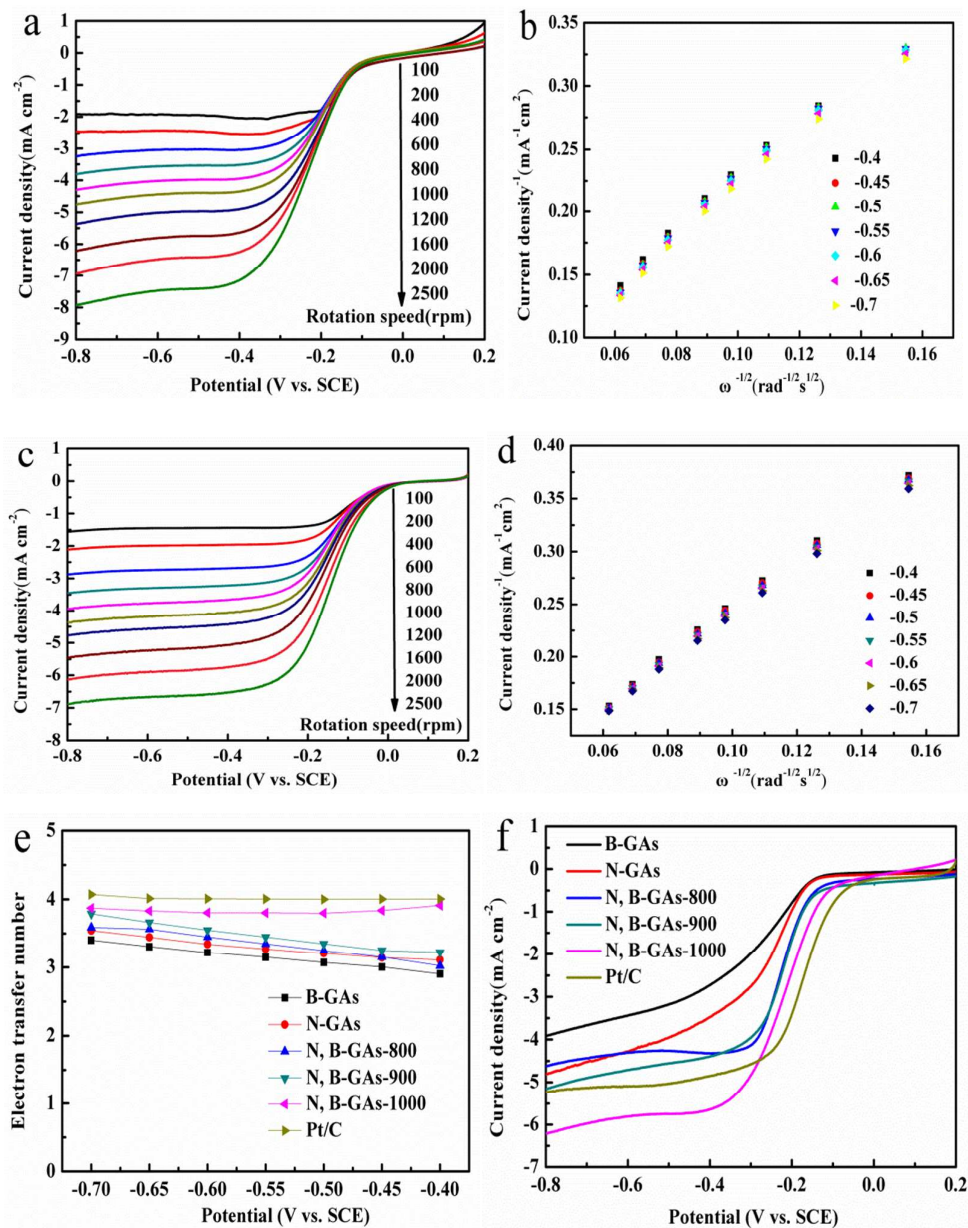 a
1
0
-1
-2
-3
-4
-5
-6
-7
-8
-9
Current density(mA cm-2)
100
200
400
600
800
1000
1200
1600
2000
2500
Rotation speed(rpm)
-0.8 -0.6 -0.4 -0.2 0.0 0.2
Potential (V vs. SCE)
b
0.35
0.30
0.25
0.20
0.15
0.10
Current density-1(mA-1cm2)
-0.4
-0.45
-0.5
-0.55
-0.6
-0.65
-0.7
0.06 0.08 0.10 0.12 0.14 0.16
ω -1/2(rad-1/2s1/2)
c
1
0
-1
-2
-3
-4
-5
-6
-7
-8
Current density(mA cm-2)
100
200
400
600
800
1000
1200
1600
2000
2500
Rotation speed(rpm)
-0.8 -0.6 -0.4 -0.2 0.0 0.2
Potential (V vs. SCE)
d
0.40
0.35
0.30
0.25
0.20
0.15
Current density-1(mA-1cm2)
-0.4
-0.45
-0.5
-0.55
-0.6
-0.65
-0.7
0.06 0.08 0.10 0.12 0.14 0.16
ω -1/2(rad-1/2s1/2)
e
5
4
3
2
1
0
Electron transfer number
B-GAs
N-GAs
N, B-GAs-800
N, B-GAs-900
N, B-GAs-1000
Pt/C
-0.70 -0.65 -0.60 -0.55 -0.50 -0.45 -0.40
Potential (V vs. SCE)
f
1
0
-1
-2
-3
-4
-5
-6
-7
Current density(mA cm-2)
B-GAs
N-GAs
N, B-GAs-800
N, B-GAs-900
N, B-GAs-1000
Pt/C
-0.8 -0.6 -0.4 -0.2 0.0 0.2
Potential (V vs. SCE)